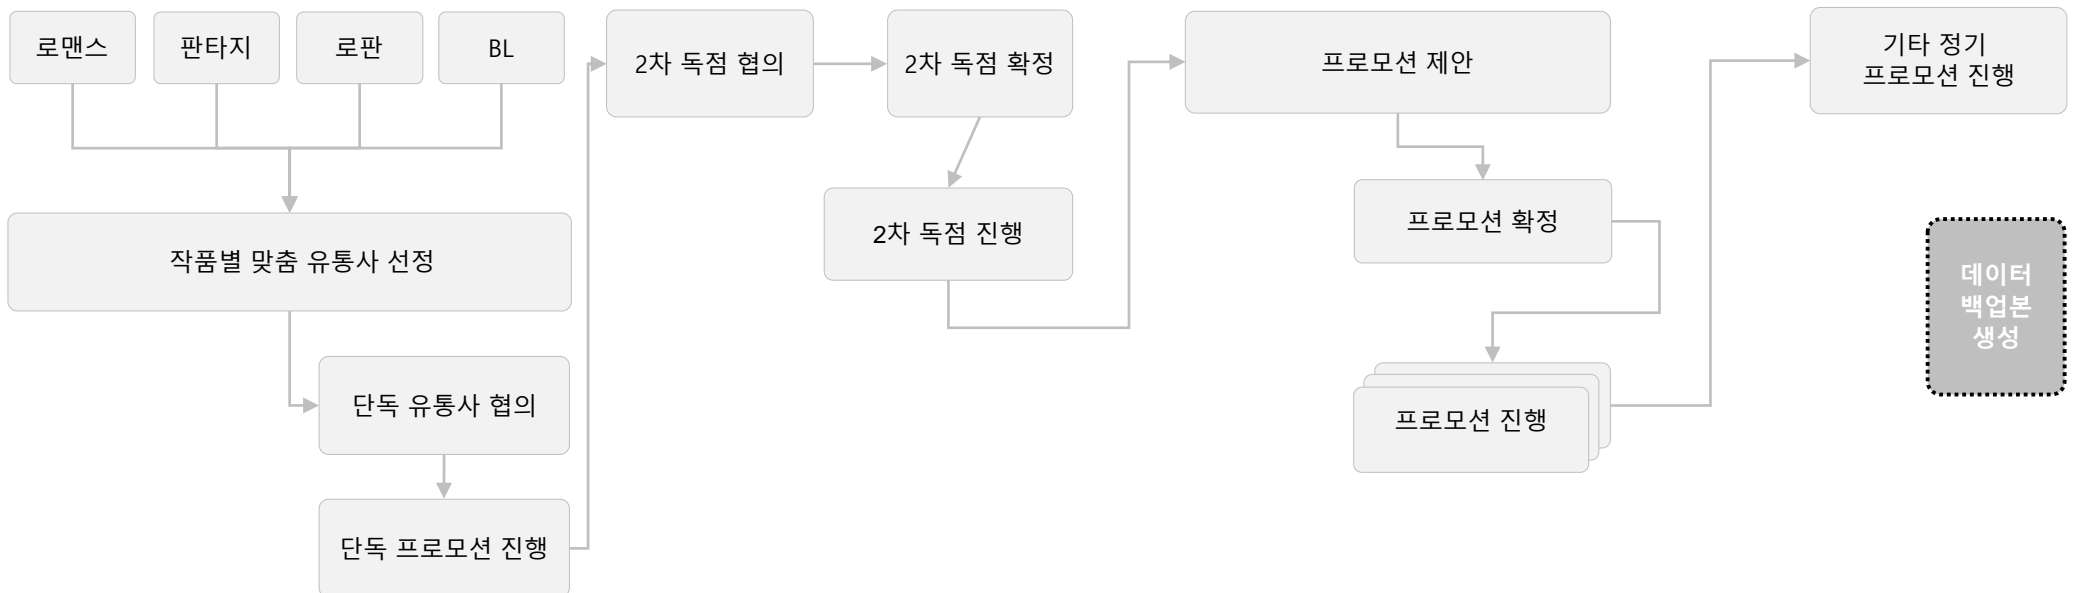 로맨스
판타지
로판
BL
작품별 맞춤 유통사 선정
단독 유통사 협의
단독 프로모션 진행
2차 독점 협의
2차 독점 확정
2차 독점 진행
프로모션 제안
프로모션 확정
프로모션 진행
기타 정기
프로모션 진행
데이터
백업본
생성